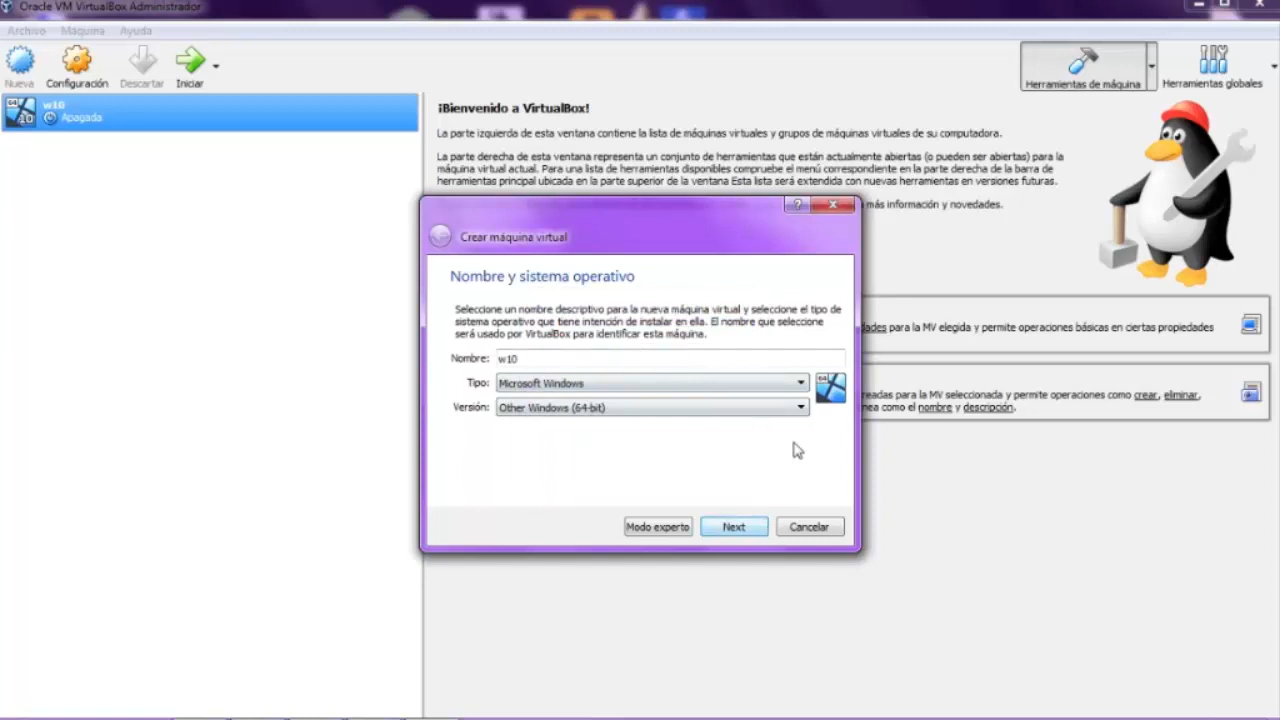 Oracle VM VirtualBox Administrador
Archivo Máquina Ayuda
Nueva Configuración Descartar Iniciar
Herramientas de máquina Herramientas globales
64
10
w10
Apagada
¡Bienvenido a VirtualBox!
La parte izquierda de esta ventana contiene la lista de máquinas virtuales y grupos de máquinas virtuales de su computadora.
La parte derecha de esta ventana representa un conjunto de herramientas que están actualmente abiertas (o pueden ser abiertas) para la
máquina virtual actual. Para una lista de herramientas disponibles compruebe el menú correspondiente en la parte derecha de la barra de
herramientas principal ubicada en la parte superior de la ventana Esta lista será extendida con nuevas herramientas en versiones futuras.
más información y novedades.
?
Crear máquina virtual
Nombre y sistema operativo
Seleccione un nombre descriptivo para la nueva máquina virtual y seleccione el tipo de
sistema operativo que tiene intención de instalar en ella. El nombre que seleccione
será usado por VirtualBox para identificar esta máquina.
Nombre: w10
Tipo: Microsoft Windows
64
Versión: Other Windows (64-bit)
Modo experto Next Cancelar
dades para la MV elegida y permite operaciones básicas en ciertas propiedades
readas para la MV seleccionada y permite operaciones como crear, eliminar,
nea como el nombre y descripción.